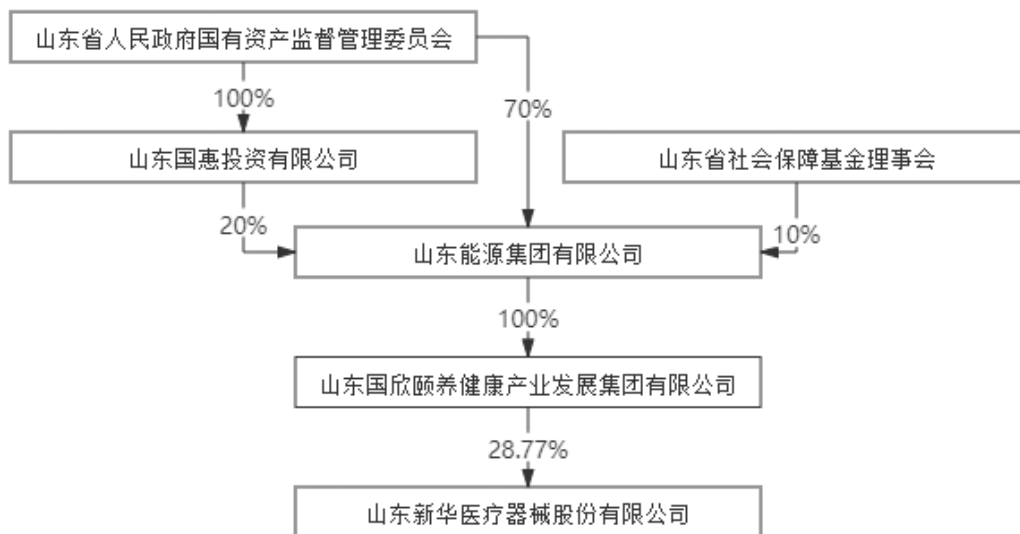 山东省人民政府国有资产监督管理委员会
100%
70%
山东国惠投资有限公司
山东省社会保障基金理事会
20%
10%
山东能源集团有限公司
100%
山东国欣颐养健康产业发展集团有限公司
28.77%
山东新华医疗器械股份有限公司